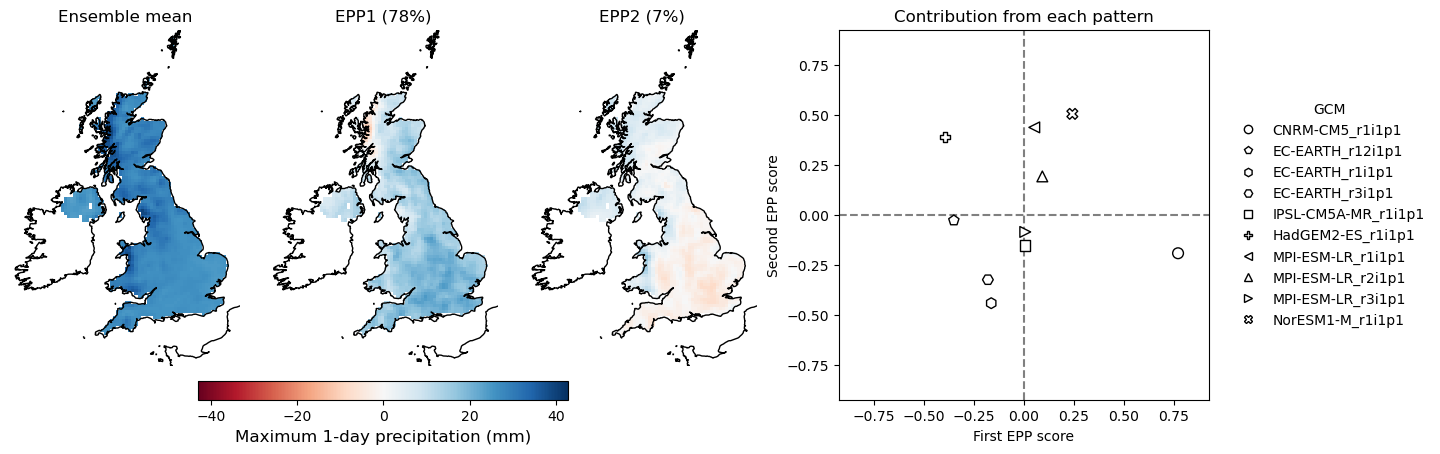 Ensemble mean
EPP1 (78%)
EPP2 (7%)
−40
−20
0
20
40
Maximum 1-day precipitation (mm)
Contribution from each pattern
Second EPP score
0.75
0.50
0.25
0.00
−0.25
−0.50
−0.75
−0.75
−0.50
−0.25
0.00
0.25
0.50
0.75
First EPP score
GCM
CNRM-CM5_r1i1p1
EC-EARTH_r12i1p1
EC-EARTH_r1i1p1
EC-EARTH_r3i1p1
IPSL-CM5A-MR_r1i1p1
HadGEM2-ES_r1i1p1
MPI-ESM-LR_r1i1p1
MPI-ESM-LR_r2i1p1
MPI-ESM-LR_r3i1p1
NorESM1-M_r1i1p1